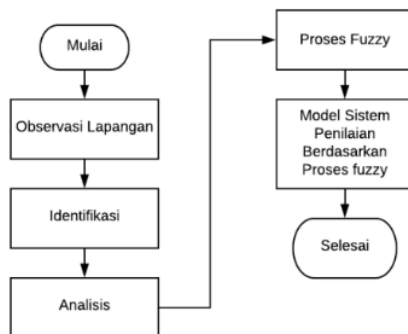 Mulai
Observasi Lapangan
Identifikasi
Analisis
Proses Fuzzy
Model Sistem
Penilaian
Berdasarkan
Proses fuzzy
Selesai